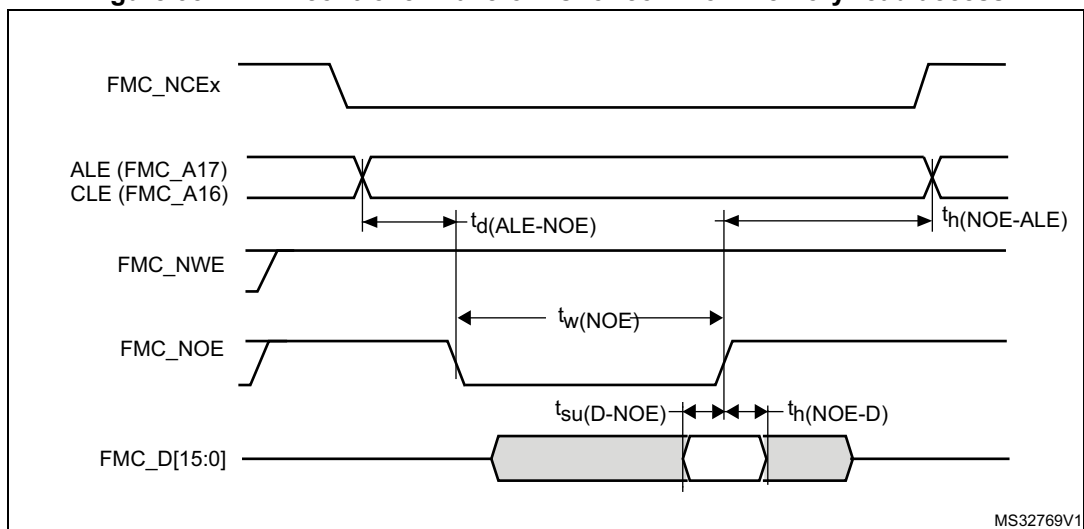 FMC_NCEx
ALE (FMC_A17)
CLE (FMC_A16)
td(ALE-NOE)
th(NOE-ALE)
FMC_NWE
tw(NOE)
FMC_NOE
tsu(D-NOE)
th(NOE-D)
FMC_D[15:0]
MS32769V1